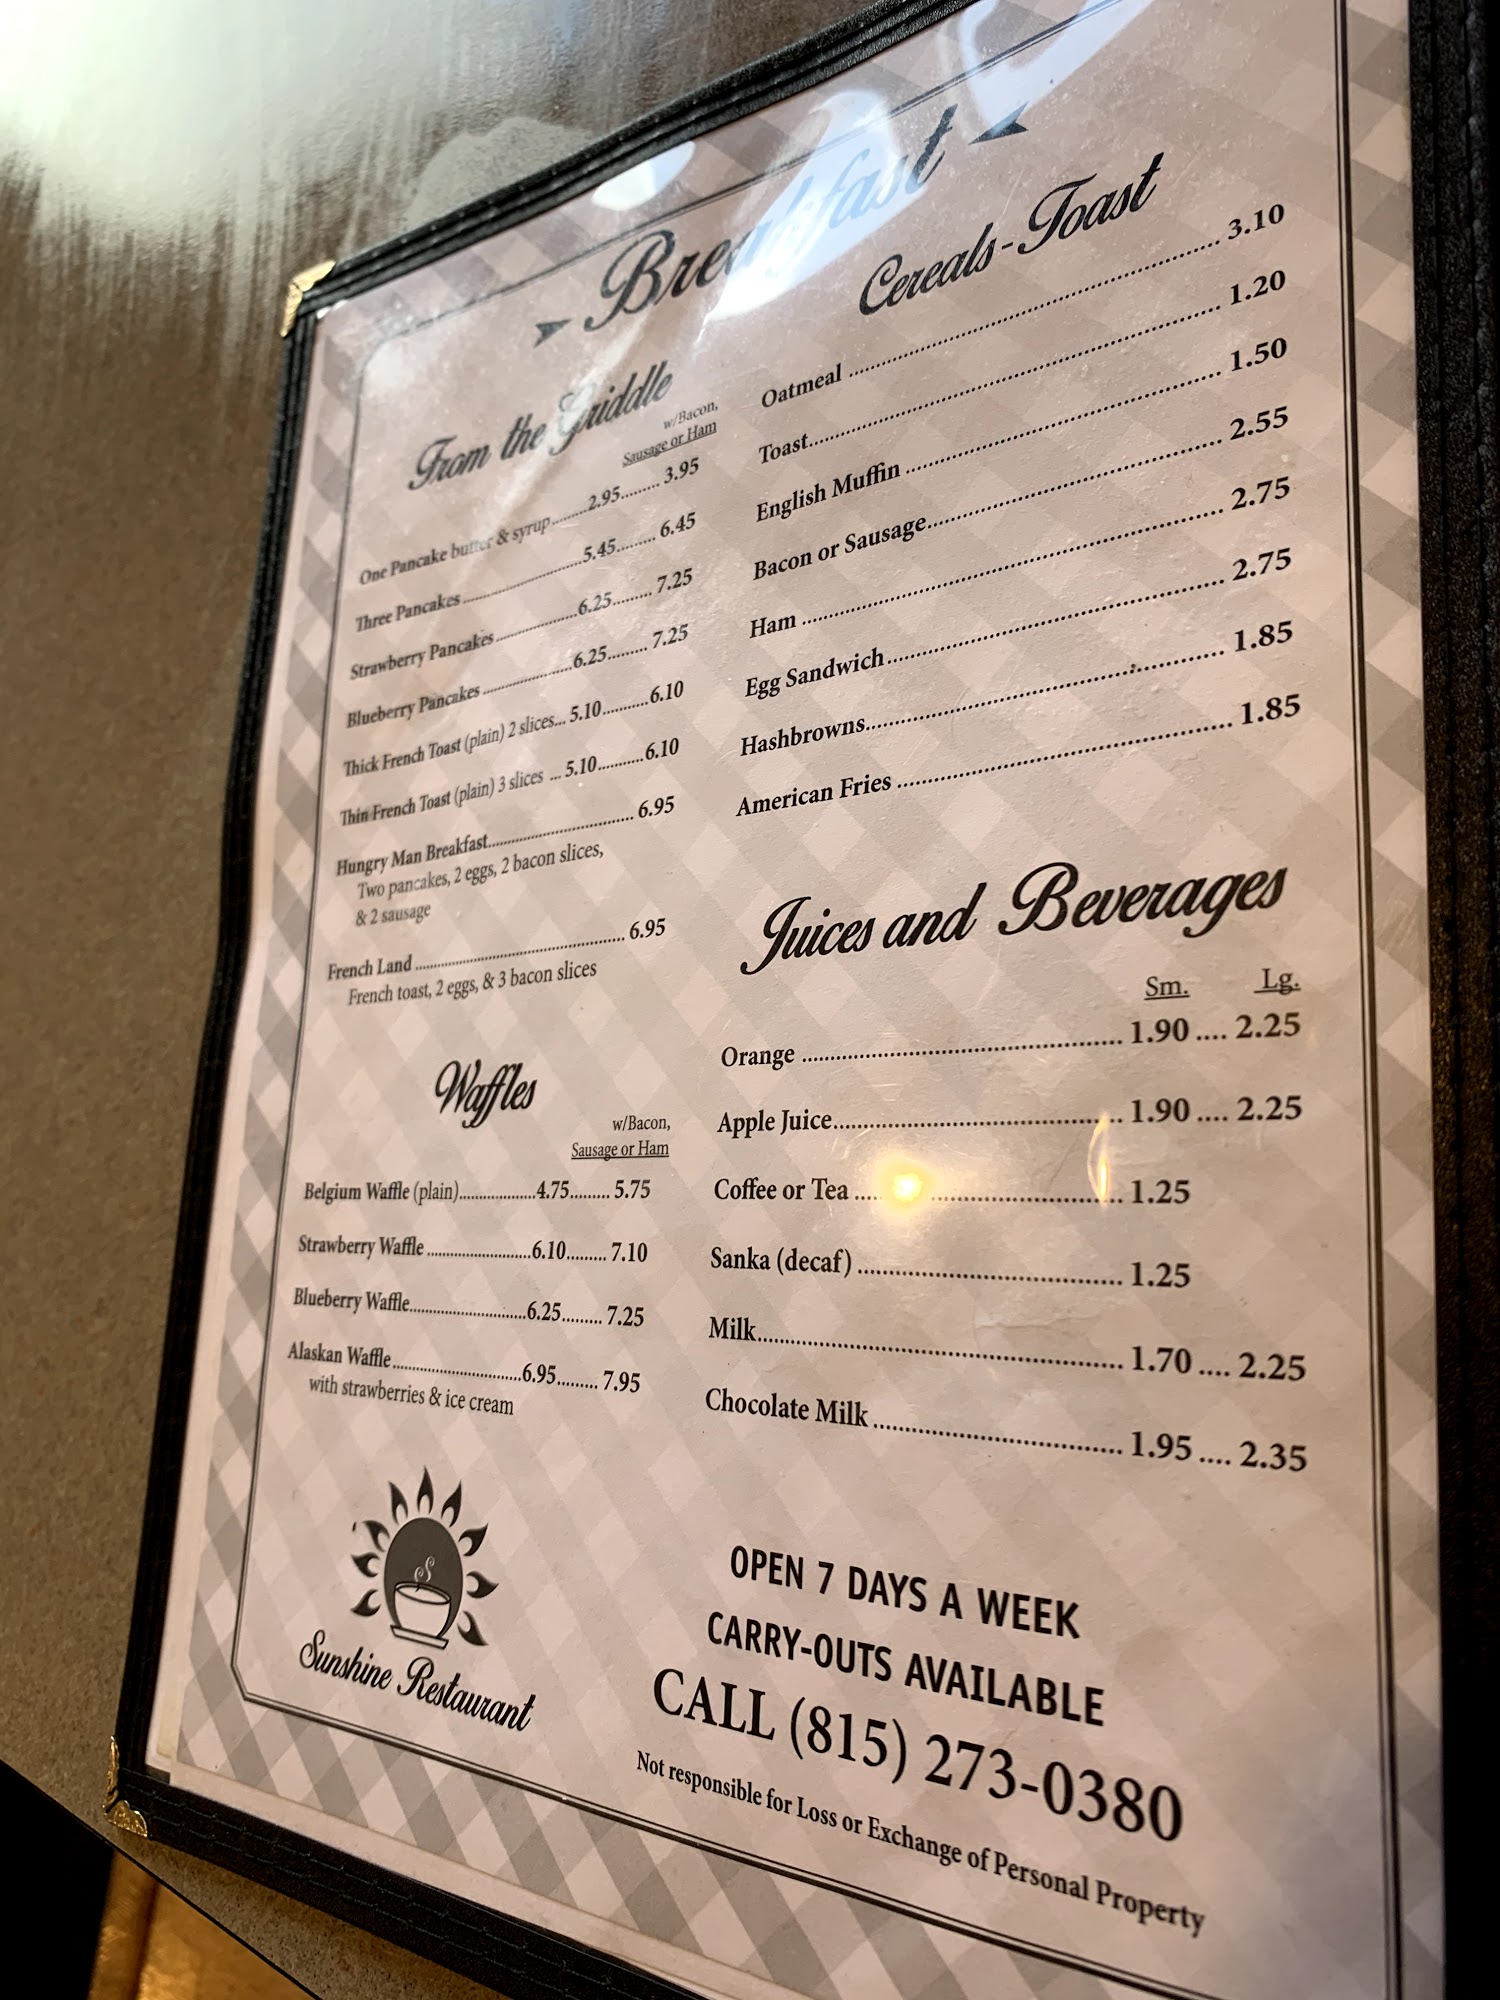 Breakfast
From the Griddle
w/Bacon,
Sausage or Ham
One Pancake butter & syrup.........2.95......... 3.95
Three Pancakes ..............................5.45......... 6.45
Strawberry Pancakes .....................6.25......... 7.25
Blueberry Pancakes .......................6.25......... 7.25
Thick French Toast (plain) 2 slices... 5.10...........6.10
Thin French Toast (plain) 3 slices ... 5.10...........6.10
Hungry Man Breakfast..................................... 6.95
Two pancakes, 2 eggs, 2 bacon slices,
& 2 sausage
French Land ..................................................... 6.95
French toast, 2 eggs, & 3 bacon slices
Waffles
w/Bacon,
Sausage or Ham
Belgium Waffle (plain)..................4.75......... 5.75
Strawberry Waffle .........................6.10......... 7.10
Blueberry Waffle............................6.25......... 7.25
Alaskan Waffle...............................6.95......... 7.95
with strawberries & ice cream
S
Sunshine Restaurant
Cereals-Toast
Oatmeal ...................................................... 3.10
Toast............................................................ 1.20
English Muffin ............................................. 1.50
Bacon or Sausage.......................................... 2.55
Ham ............................................................ 2.75
Egg Sandwich................................................ 2.75
Hashbrowns.................................................. 1.85
American Fries ............................................. 1.85
Juices and Beverages
Sm. Lg.
Orange ............................................. 1.90 .... 2.25
Apple Juice......................................... 1.90 .... 2.25
Coffee or Tea ...................................... 1.25
Sanka (decaf) ..................................... 1.25
Milk................................................... 1.70 .... 2.25
Chocolate Milk ................................... 1.95 .... 2.35
OPEN 7 DAYS A WEEK
CARRY-OUTS AVAILABLE
CALL (815) 273-0380
Not responsible for Loss or Exchange of Personal Property